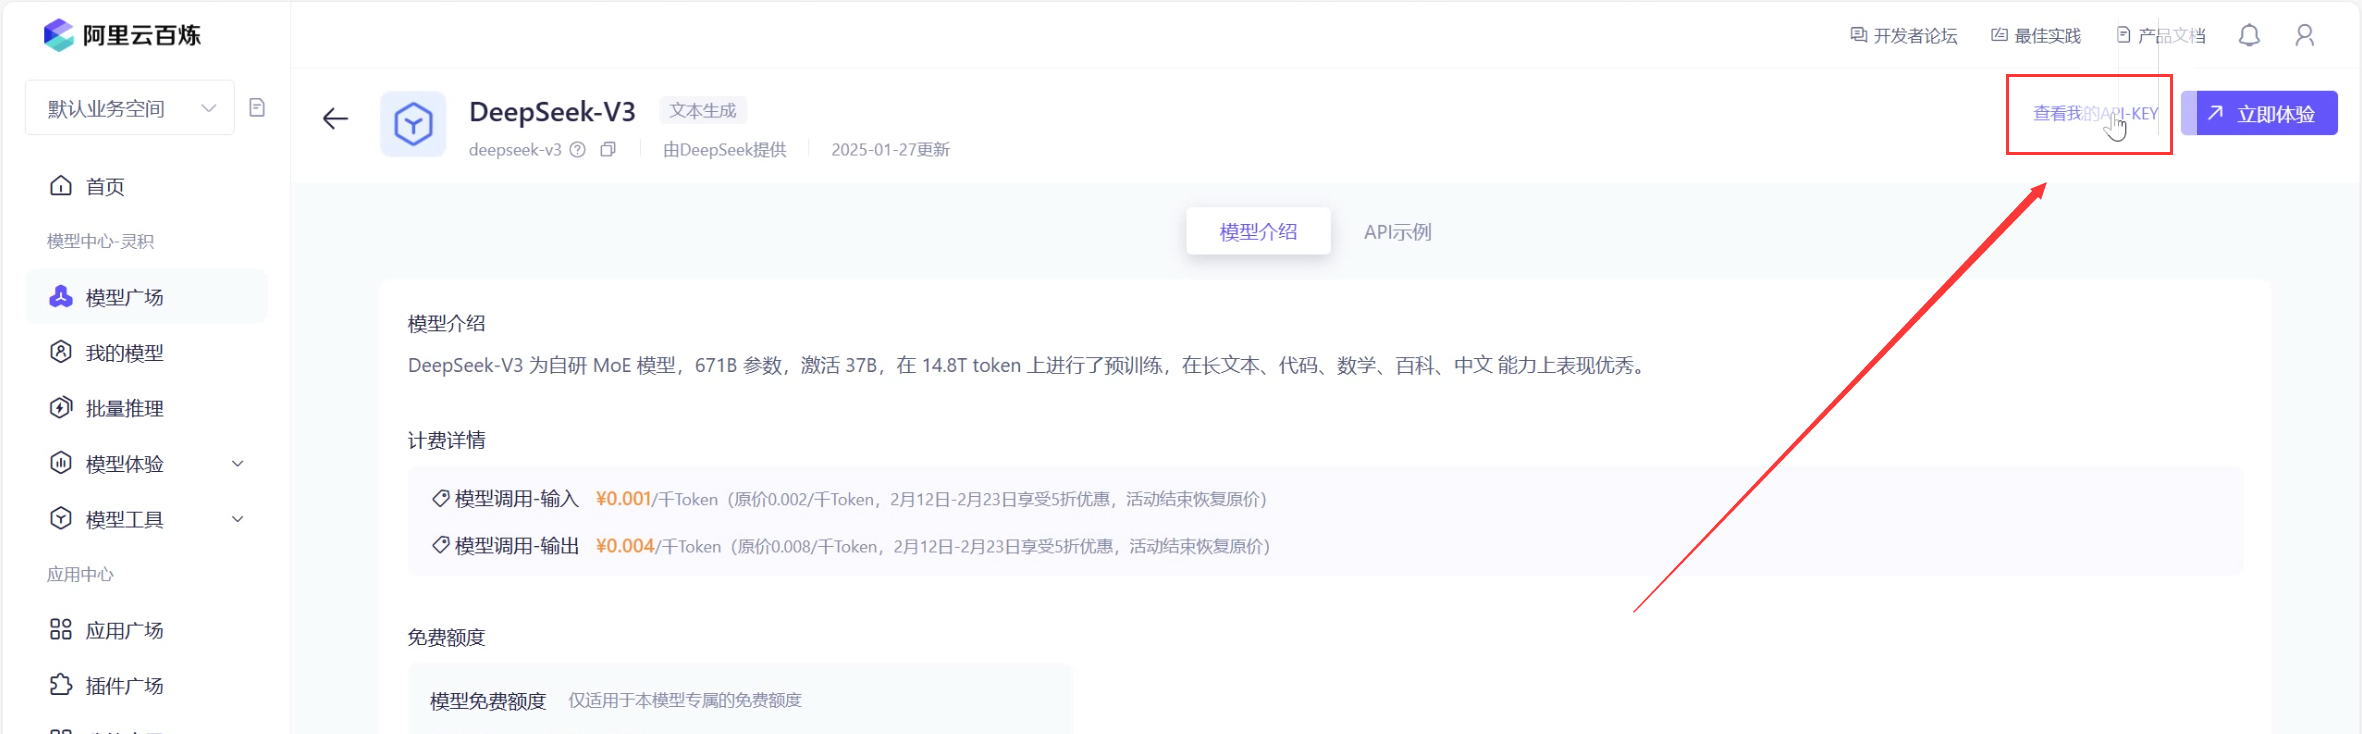 阿里云百炼
开发者论坛 最佳实践 产品文档
默认业务空间
DeepSeek-V3 文本生成
deepseek-v3 由DeepSeek提供 2025-01-27更新
查看我的API-KEY 立即体验
首页
模型中心-灵积
模型广场
我的模型
批量推理
模型体验
模型工具
应用中心
应用广场
插件广场
模型介绍 API示例
模型介绍
DeepSeek-V3 为自研 MoE 模型，671B 参数，激活 37B，在 14.8T token 上进行了预训练，在长文本、代码、数学、百科、中文 能力上表现优秀。
计费详情
模型调用-输入 ¥0.001/千Token（原价0.002/千Token，2月12日-2月23日享受5折优惠，活动结束恢复原价）
模型调用-输出 ¥0.004/千Token（原价0.008/千Token，2月12日-2月23日享受5折优惠，活动结束恢复原价）
免费额度
模型免费额度 仅适用于本模型专属的免费额度